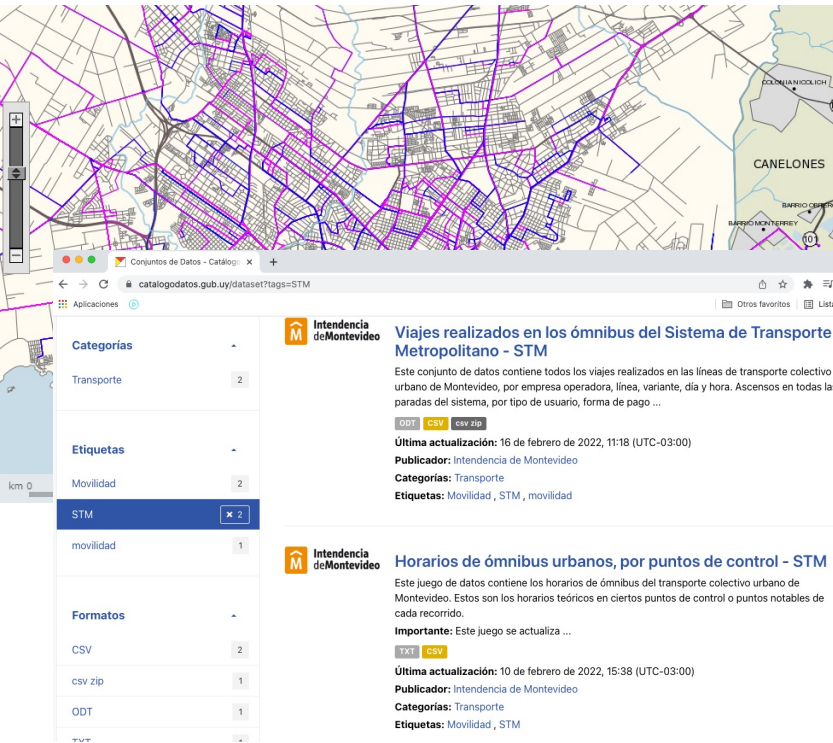 COLONIA NICOLICH
CANELONES
BARRIO MONTERREY
101
km 0
Conjuntos de Datos - Catálogo
catalogodatos.gub.uy/dataset?tags=STM
Aplicaciones
Otros favoritos
Lista
Categorías
Transporte 2
Etiquetas
Movilidad 2
STM × 2
movilidad 1
Formatos
CSV 2
csv zip 1
ODT 1
TXT
Intendencia
deMontevideo
Viajes realizados en los ómnibus del Sistema de Transporte
Metropolitano - STM
Este conjunto de datos contiene todos los viajes realizados en las líneas de transporte colectivo
urbano de Montevideo, por empresa operadora, línea, variante, día y hora. Ascensos en todas las
paradas del sistema, por tipo de usuario, forma de pago ...
ODT CSV csv zip
Última actualización: 16 de febrero de 2022, 11:18 (UTC-03:00)
Publicador: Intendencia de Montevideo
Categorías: Transporte
Etiquetas: Movilidad , STM , movilidad
Intendencia
deMontevideo
Horarios de ómnibus urbanos, por puntos de control - STM
Este juego de datos contiene los horarios de ómnibus del transporte colectivo urbano de
Montevideo. Estos son los horarios teóricos en ciertos puntos de control o puntos notables de
cada recorrido.
Importante: Este juego se actualiza ...
TXT CSV
Última actualización: 10 de febrero de 2022, 15:38 (UTC-03:00)
Publicador: Intendencia de Montevideo
Categorías: Transporte
Etiquetas: Movilidad , STM